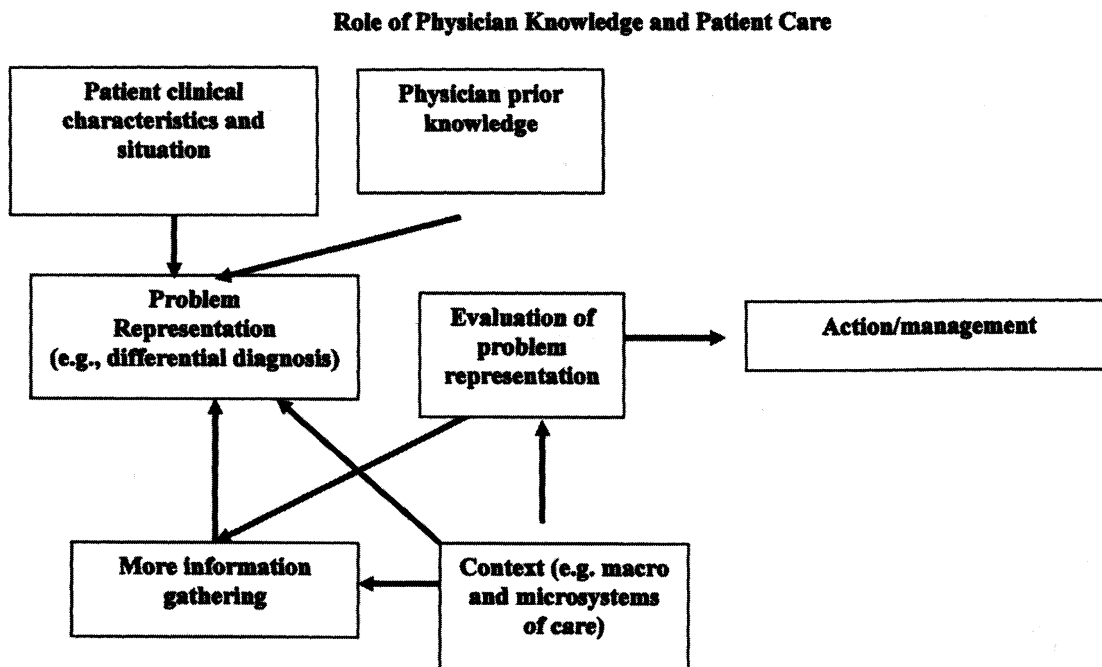 Role of Physician Knowledge and Patient Care
Patient clinical
characteristics and
situation
Physician prior
knowledge
Problem
Representation
(e.g., differential diagnosis)
Evaluation of
problem
representation
Action/management
More information
gathering
Context (e.g. macro
and microsystems
of care)